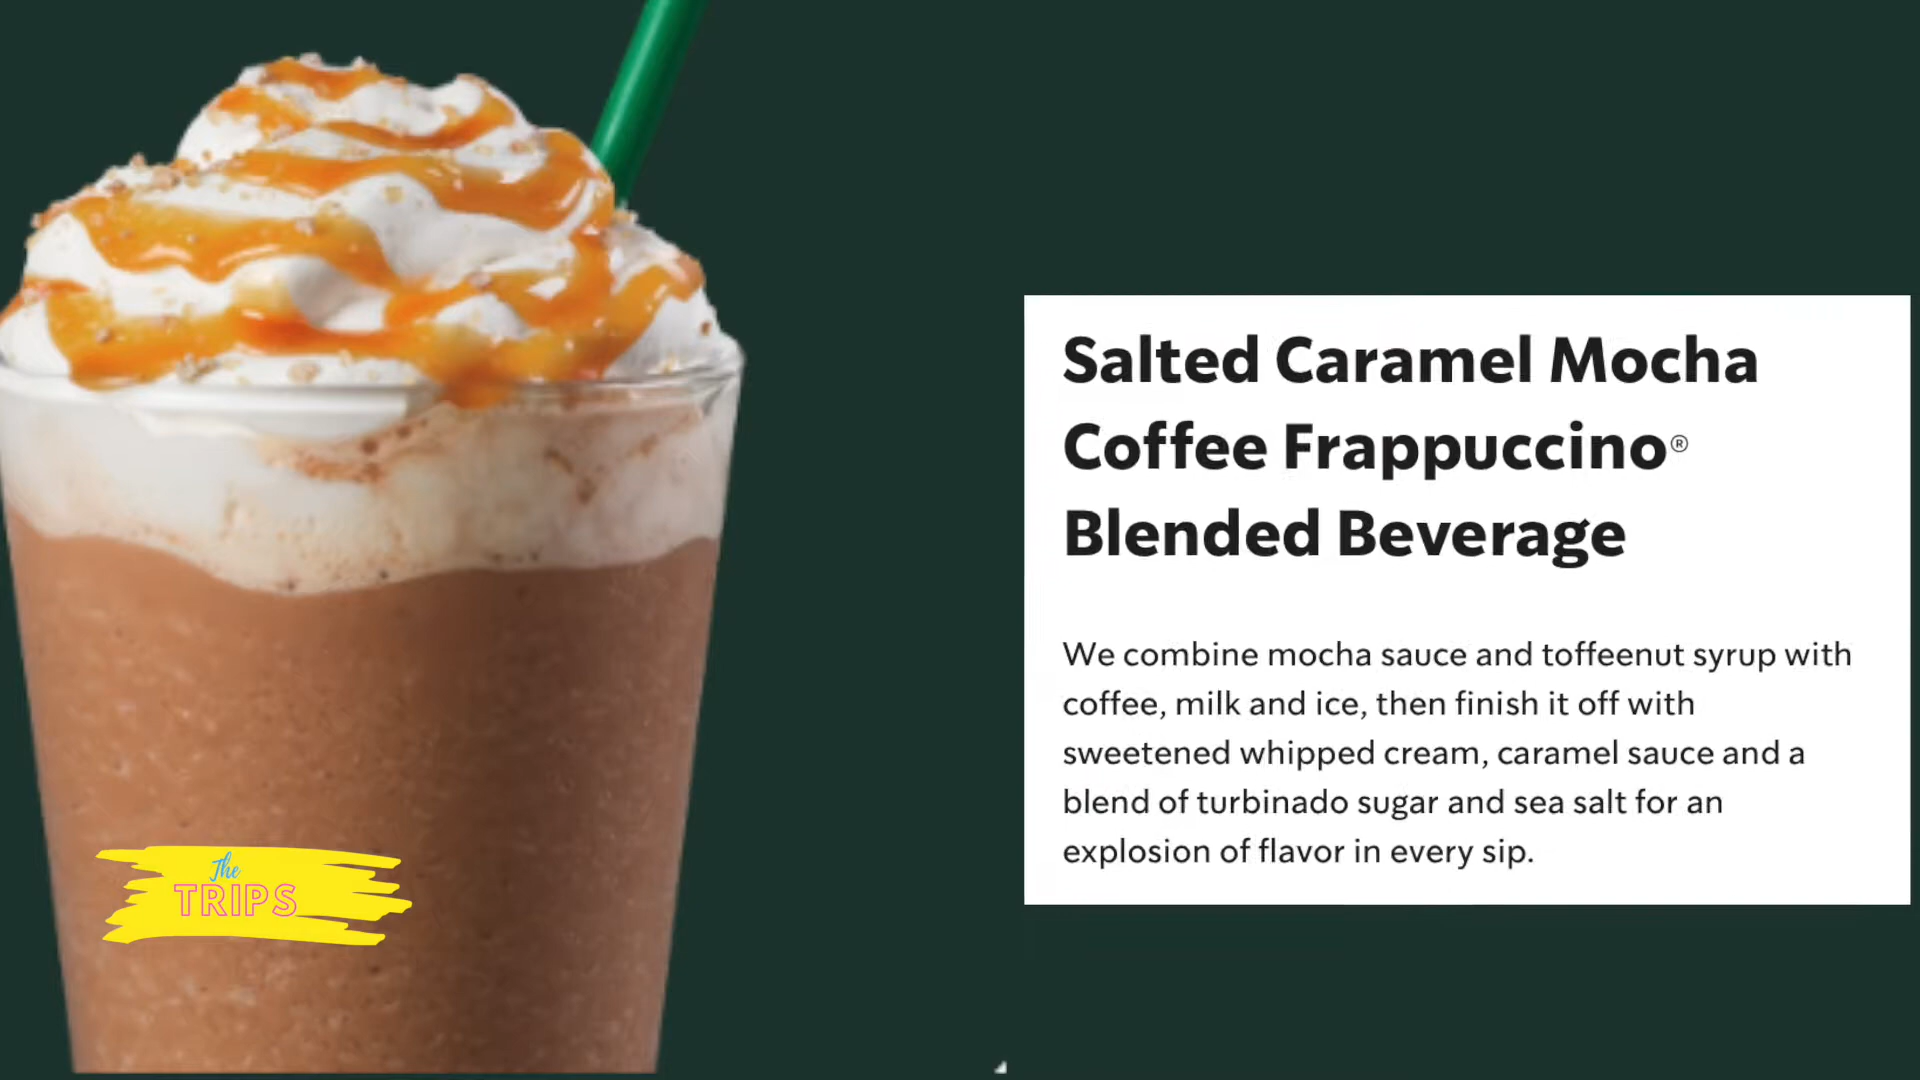 Salted Caramel Mocha
Coffee Frappuccino®
Blended Beverage
We combine mocha sauce and toffeenut syrup with
coffee, milk and ice, then finish it off with
sweetened whipped cream, caramel sauce and a
blend of turbinado sugar and sea salt for an
explosion of flavor in every sip.
The
TRIPS